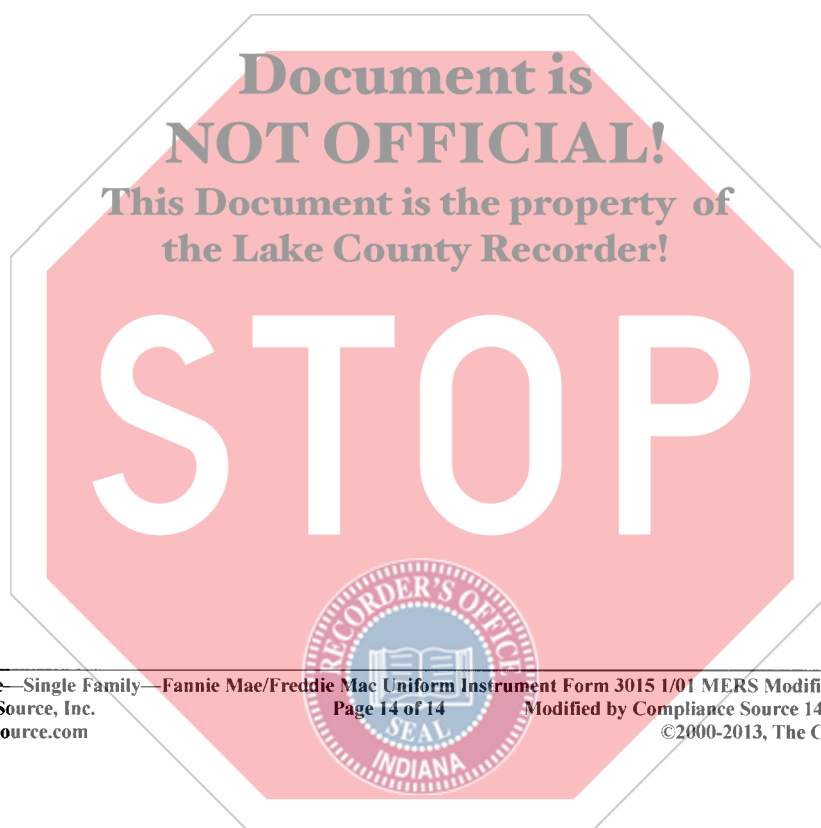 Document is
NOT OFFICIAL!
This Document is the property of
the Lake County Recorder!
STOP
RECORDER'S OFFICE
SEAL
INDIANA
—Single Family—Fannie Mae/Freddie Mac Uniform Instrument Form 3015 1/01 MERS
Source, Inc. Page 14 of 14 Modified by Compliance Source 14
ource.com ©2000-2013, The